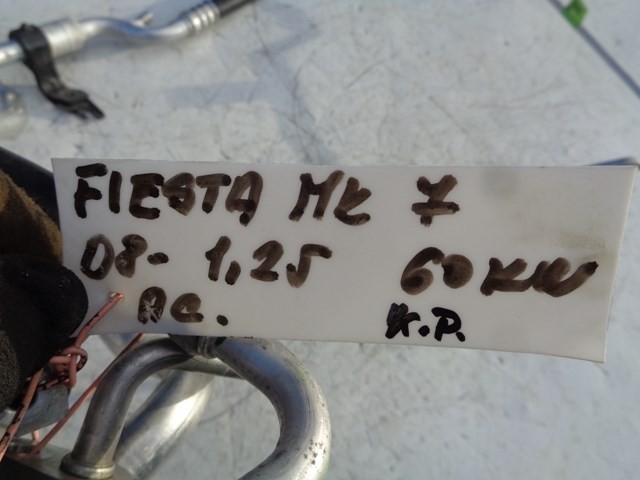 FIESTA Mk 7
08- 1,25 60 KW
AC. K.P.